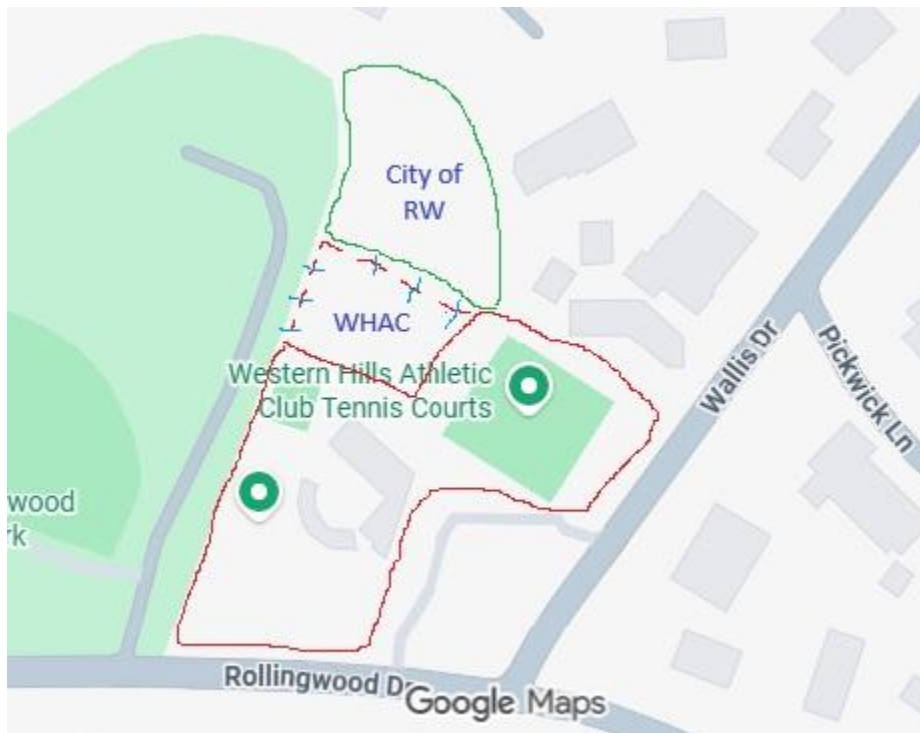 City of
RW
WHAC
Western Hills Athletic
Club Tennis Courts
Wallis Dr
Pickwick Ln
wood
rk
Rollingwood Dr
Google Maps